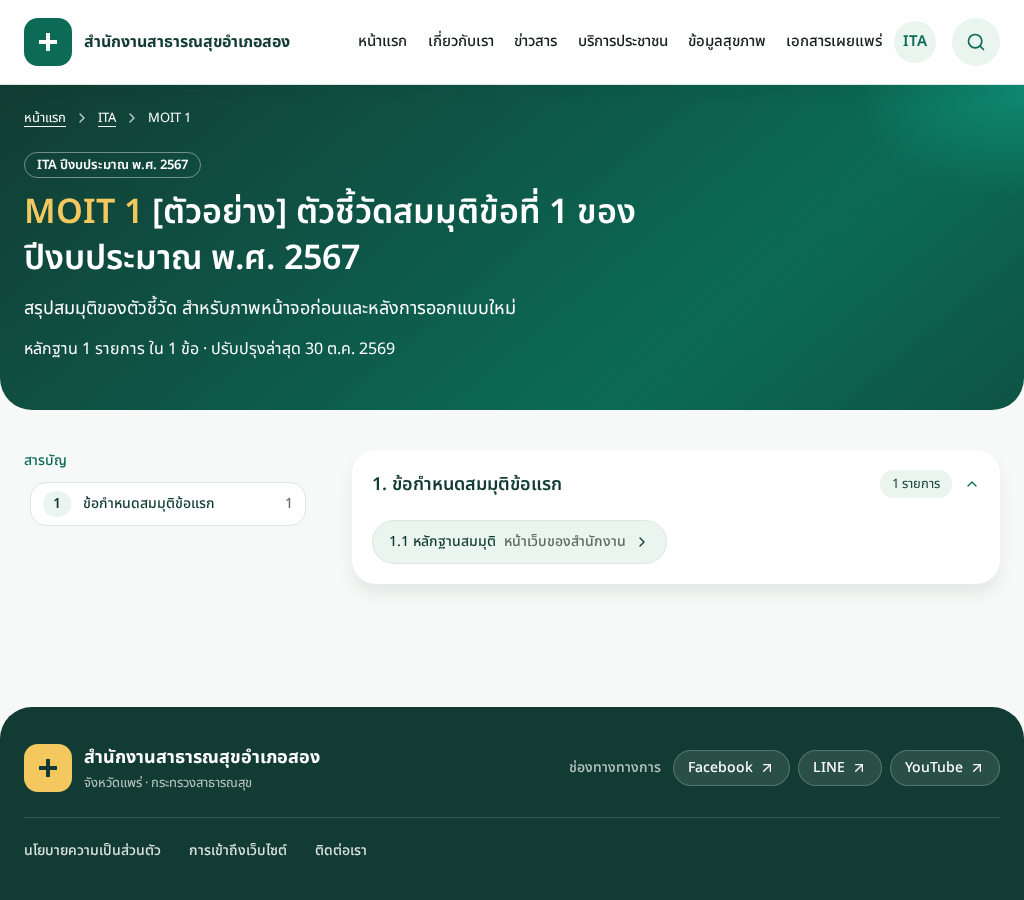 สำนักงานสาธารณสุขอำเภอสอง
หน้าแรก เกี่ยวกับเรา ข่าวสาร บริการประชาชน ข้อมูลสุขภาพ เอกสารเผยแพร่ ITA
หน้าแรก ITA MOIT 1
ITA ปีงบประมาณ พ.ศ. 2567
MOIT 1 [ตัวอย่าง] ตัวชี้วัดสมมุติข้อที่ 1 ของ
ปีงบประมาณ พ.ศ. 2567
สรุปสมมุติของตัวชี้วัด สำหรับภาพหน้าจอก่อนและหลังการออกแบบใหม่
หลักฐาน 1 รายการ ใน 1 ข้อ · ปรับปรุงล่าสุด 30 ต.ค. 2569
สารบัญ
1 ข้อกำหนดสมมุติข้อแรก 1
1. ข้อกำหนดสมมุติข้อแรก 1 รายการ
1.1 หลักฐานสมมุติ หน้าเว็บของสำนักงาน
สำนักงานสาธารณสุขอำเภอสอง
จังหวัดแพร่ · กระทรวงสาธารณสุข
ช่องทางทางการ Facebook LINE YouTube
นโยบายความเป็นส่วนตัว การเข้าถึงเว็บไซต์ ติดต่อเรา